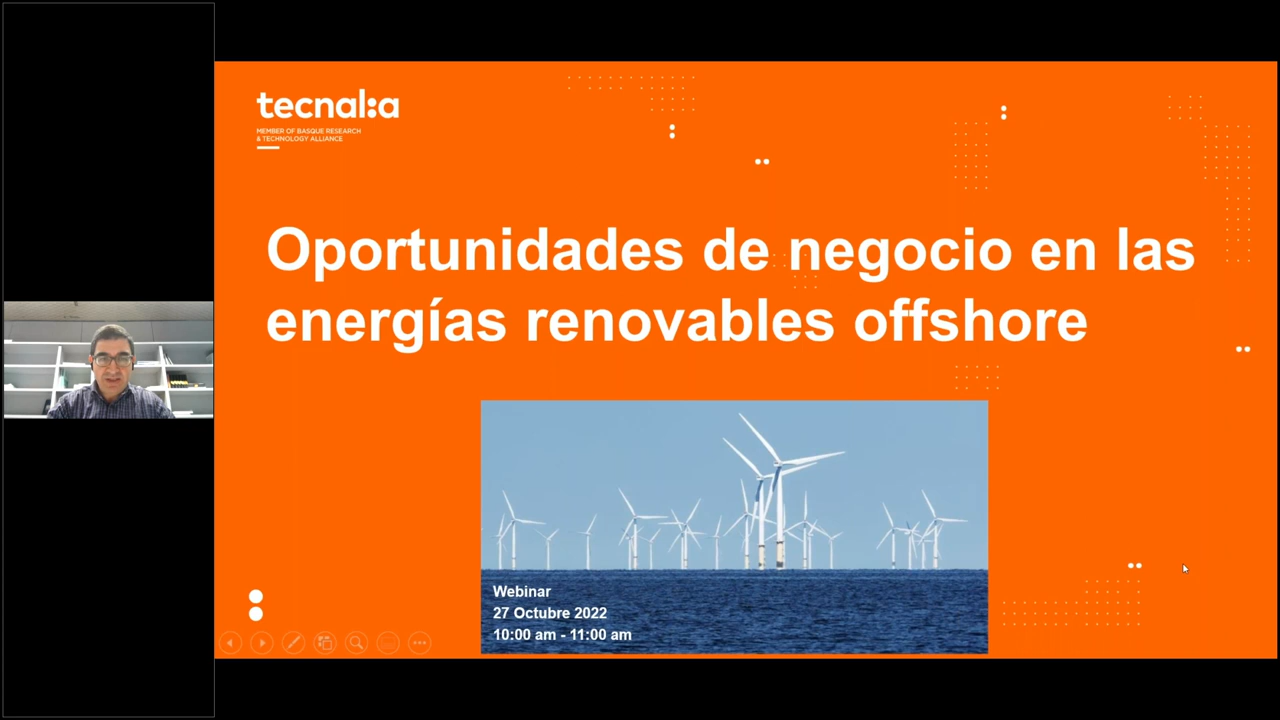 tecnal:a
MEMBER OF BASQUE RESEARCH
& TECHNOLOGY ALLIANCE
Oportunidades de negocio en las
energías renovables offshore
Webinar
27 Octubre 2022
10:00 am - 11:00 am